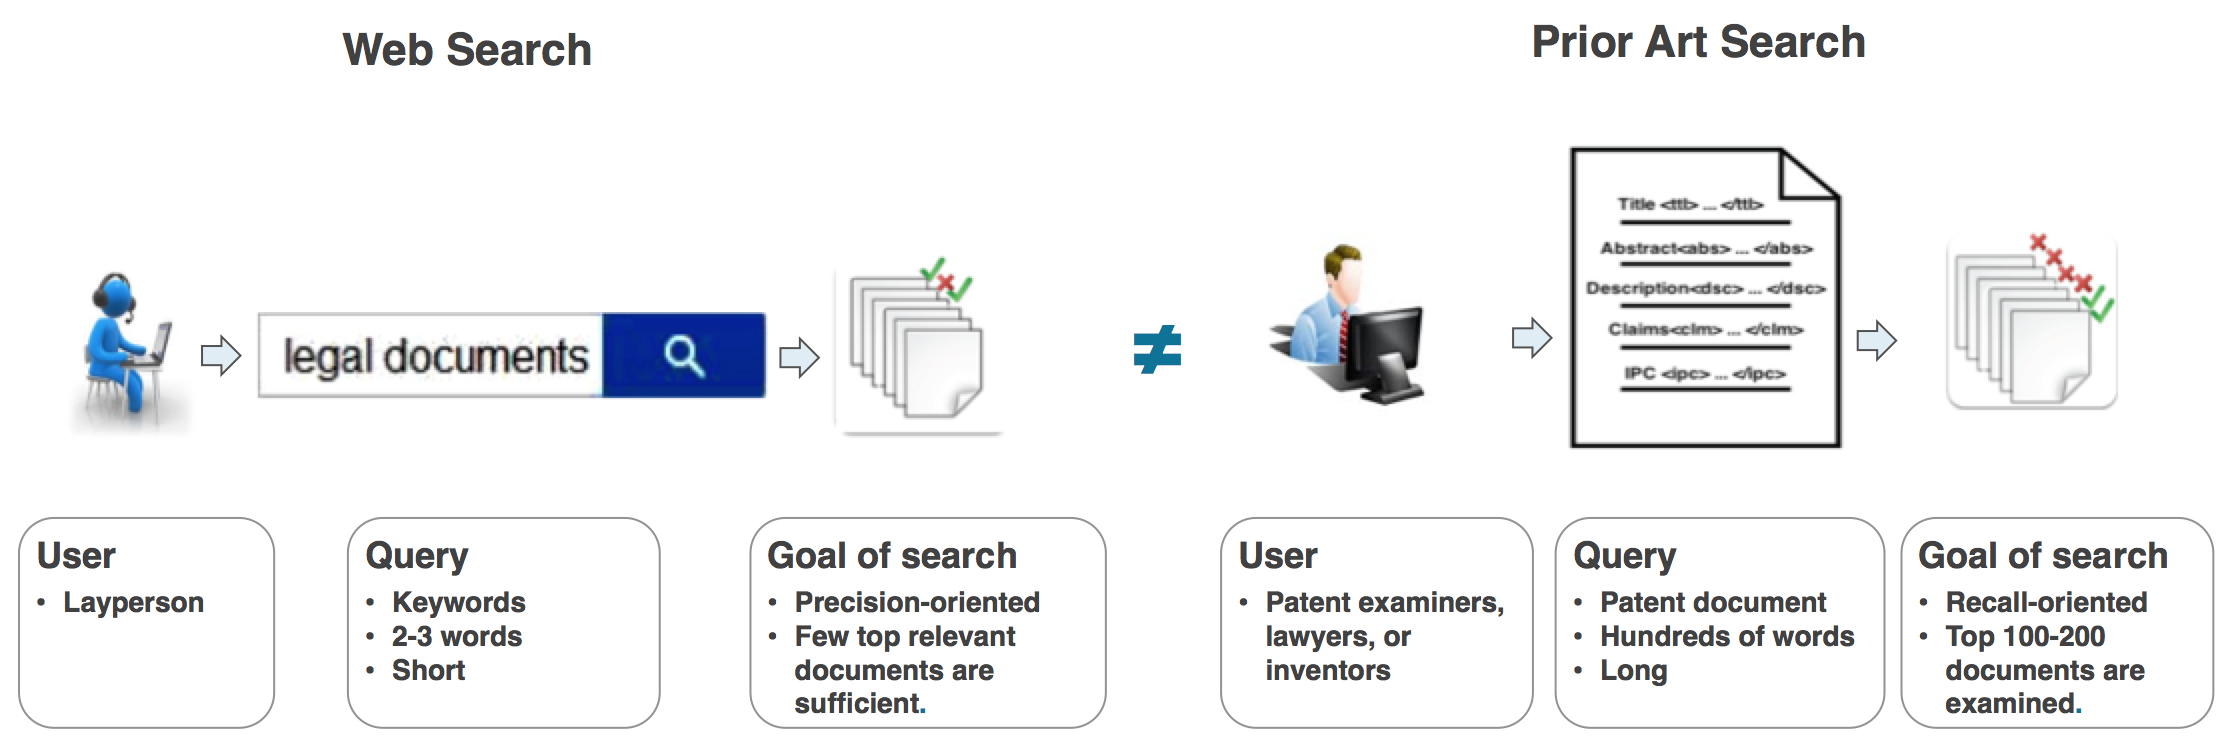 Web Search
Prior Art Search
legal documents
≠
Title <ttl> ... </ttl>
Abstract<abs> ... </abs>
Description<dsc> ... </dsc>
Claims<clm> ... </clm>
IPC <ipc> ... </ipc>
User
• Layperson
Query
• Keywords
• 2-3 words
• Short
Goal of search
• Precision-oriented
• Few top relevant
documents are
sufficient.
User
• Patent examiners,
lawyers, or
inventors
Query
• Patent document
• Hundreds of words
• Long
Goal of search
• Recall-oriented
• Top 100-200
documents are
examined.